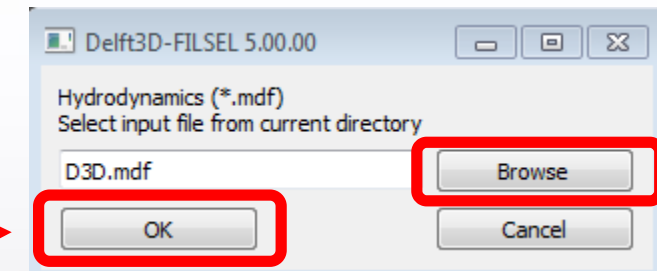 Delft3D-FILSEL 5.00.00
Hydrodynamics (*.mdf)
Select input file from current directory
D3D.mdf
Browse
OK
Cancel